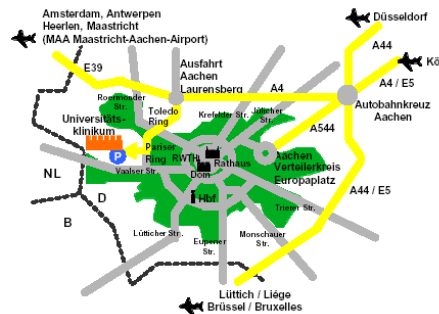 Amsterdam, Antwerpen
Heerlen, Maastricht
(MAA Maastricht-Aachen-Airport)
Düsseldorf
A44
Kö
E39
Ausfahrt
Aachen
Laurensberg
A4
A4 / E5
Roermonder
Str.
Toledo
Ring
Krefelder Str.
Jülicher
Str.
Autobahnkreuz
Aachen
Universitäts-
klinikum
A544
P
Pariser
Ring
RWTH
Rathaus
Aachen
Verteilerkreis
Europaplatz
Dom
NL
Vaalser Str.
A44 / E5
D
B
Hbf
Trierer Str.
Lütticher Str.
Eupener
Str.
Monschauer
Str.
Lüttich / Liége
Brüssel / Bruxelles